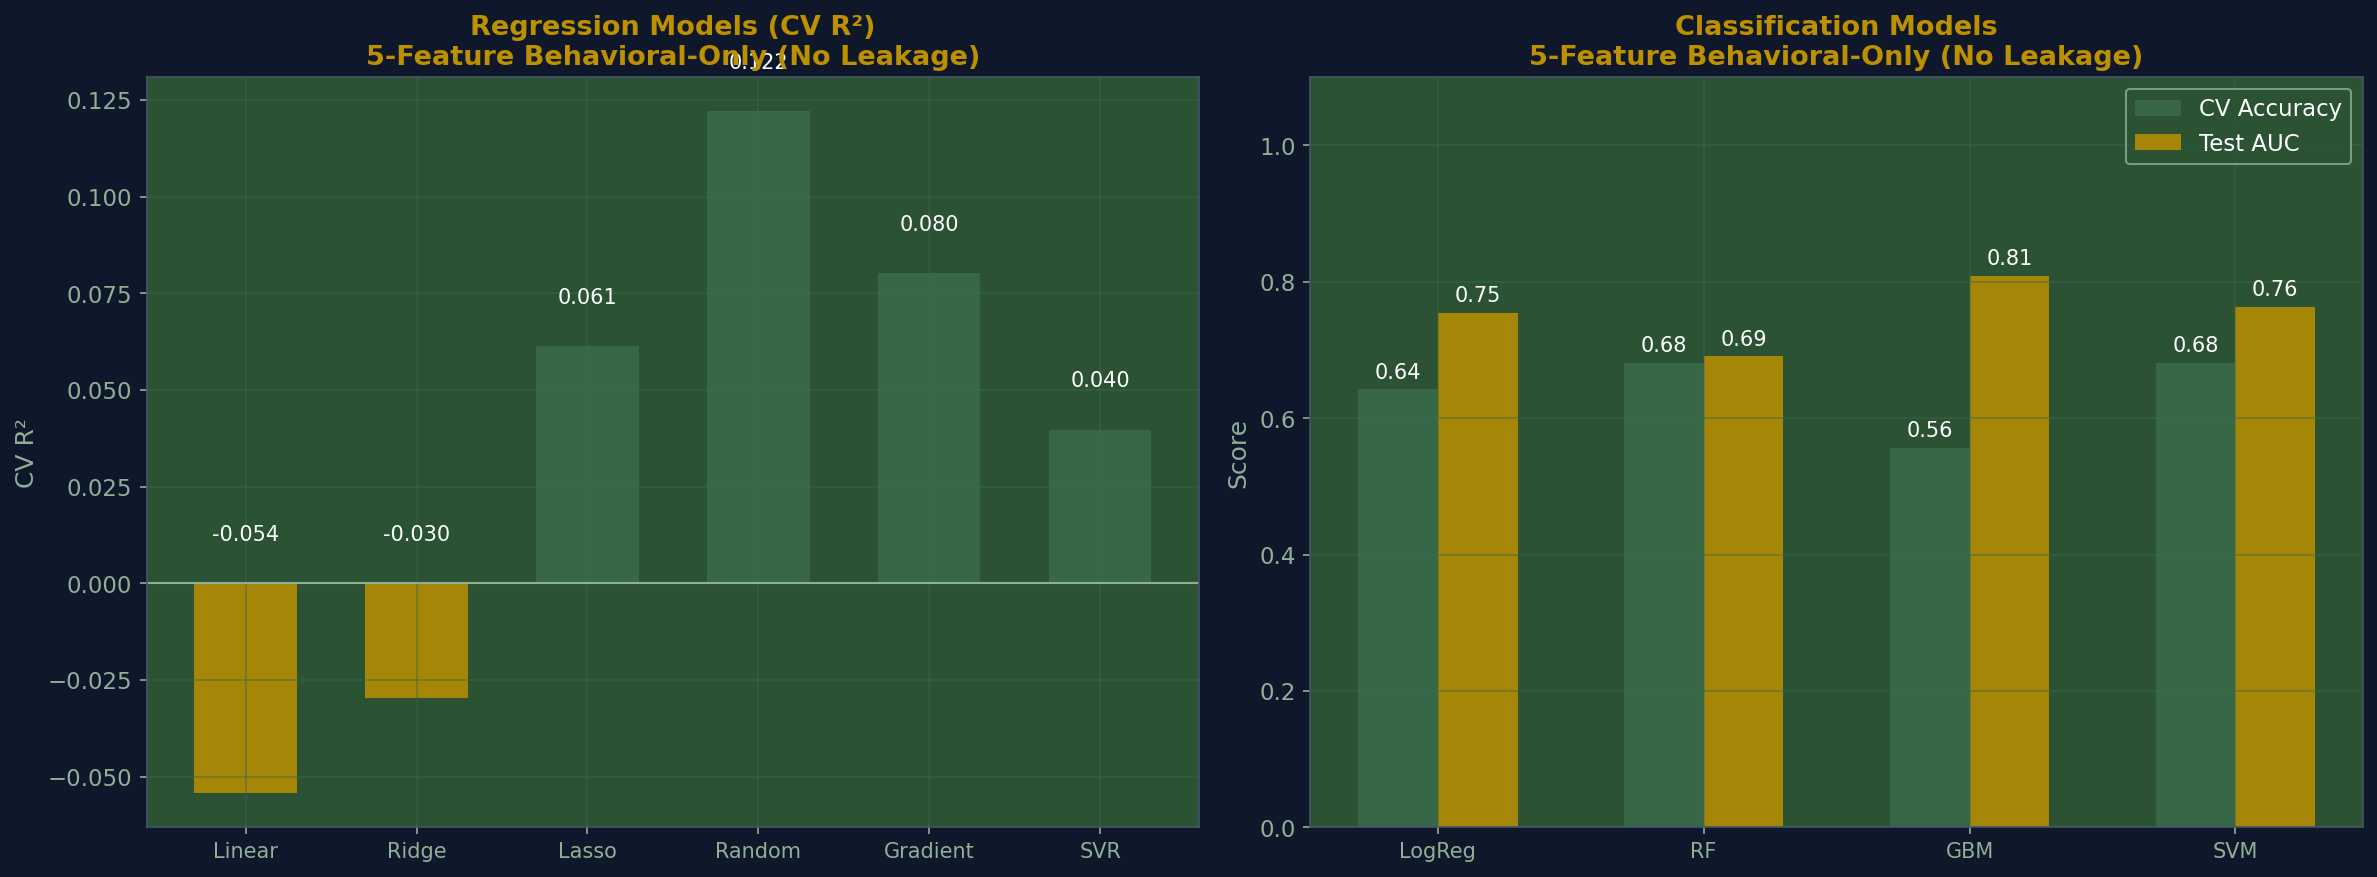 Regression Models (CV R²)
5-Feature Behavioral-Only (No Leakage)
0.122
0.125
0.100
0.075
0.050
0.025
0.000
−0.025
−0.050
CV R²
-0.054
-0.030
0.061
0.080
0.040
Linear
Ridge
Lasso
Random
Gradient
SVR
Classification Models
5-Feature Behavioral-Only (No Leakage)
CV Accuracy
Test AUC
1.0
0.8
0.6
0.4
0.2
0.0
Score
0.64
0.75
0.68
0.69
0.56
0.81
0.68
0.76
LogReg
RF
GBM
SVM